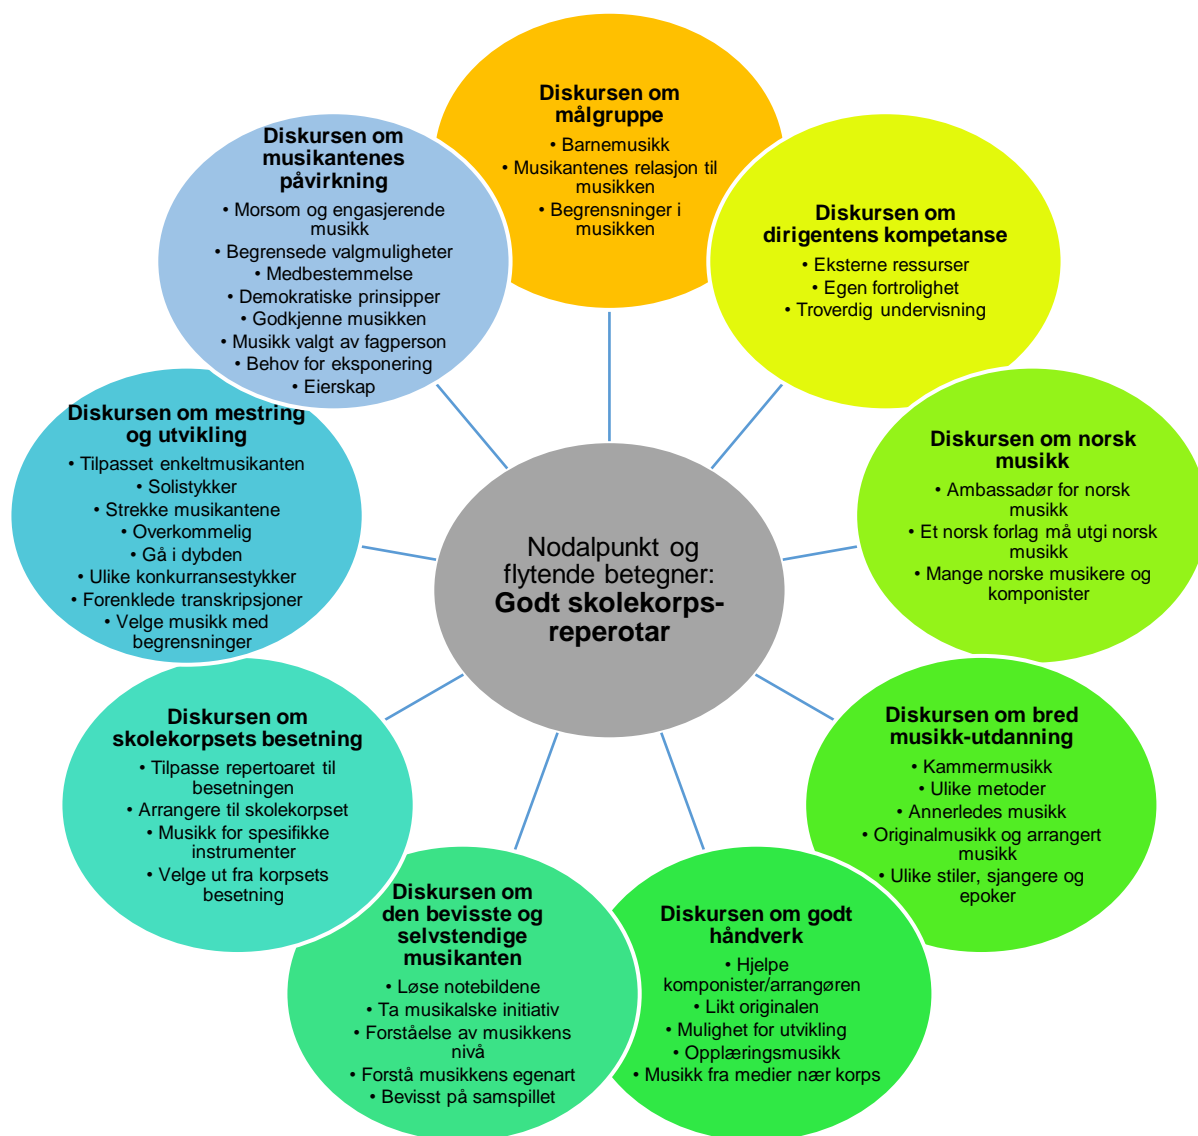 Diskursen om
målgruppe
• Barnemusikk
• Musikantenes relasjon til
musikken
• Begrensninger i
musikken
Diskursen om
dirigentens kompetanse
• Eksterne ressurser
• Egen fortrolighet
• Troverdig undervisning
Diskursen om norsk
musikk
• Ambassadør for norsk
musikk
• Et norsk forlag må utgi norsk
musikk
• Mange norske musikere og
komponister
Diskursen om bred
musikk-utdanning
• Kammermusikk
• Ulike metoder
• Annerledes musikk
• Originalmusikk og arrangert
musikk
• Ulike stiler, sjangere og
epoker
Diskursen om godt
håndverk
• Hjelpe
komponister/arrangøren
• Likt originalen
• Mulighet for utvikling
• Opplæringsmusikk
• Musikk fra medier nær korps
Diskursen om
den bevisste og
selvstendige
musikanten
• Løse notebildene
• Ta musikalske initiativ
• Forståelse av musikkens
nivå
• Forstå musikkens egenart
• Bevisst på samspillet
Diskursen om
skolekorpsets besetning
• Tilpasse repertoaret til
besetningen
• Arrangere til skolekorpset
• Musikk for spesifikke
instrumenter
• Velge ut fra korpsets
besetning
Diskursen om mestring
og utvikling
• Tilpasset enkeltmusikanten
• Solistykker
• Strekke musikantene
• Overkommelig
• Gå i dybden
• Ulike konkurransestykker
• Forenklede transkripsjoner
• Velge musikk med
begrensninger
Diskursen om
musikantenes
påvirkning
• Morsom og engasjerende
musikk
• Begrensede valgmuligheter
• Medbestemmelse
• Demokratiske prinsipper
• Godkjenne musikken
• Musikk valgt av fagperson
• Behov for eksponering
• Eierskap
Nodalpunkt og
flytende betegner:
Godt skolekorps-
reperotar